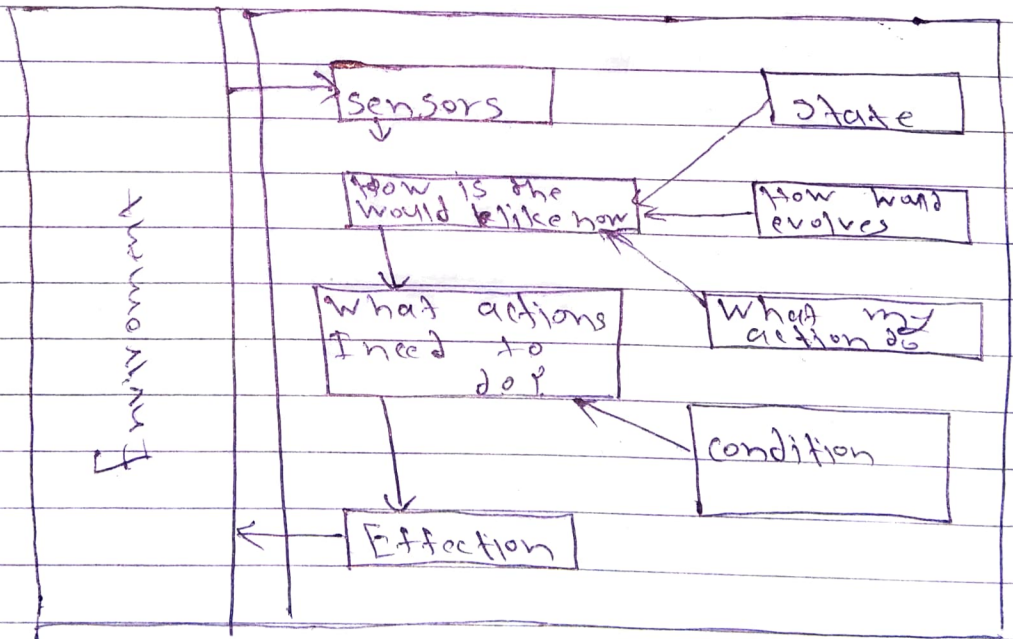 sensors
State
How is the
would like now
How world
evolves
What actions
I need to
do?
What my
action do
condition
Effection
Environment